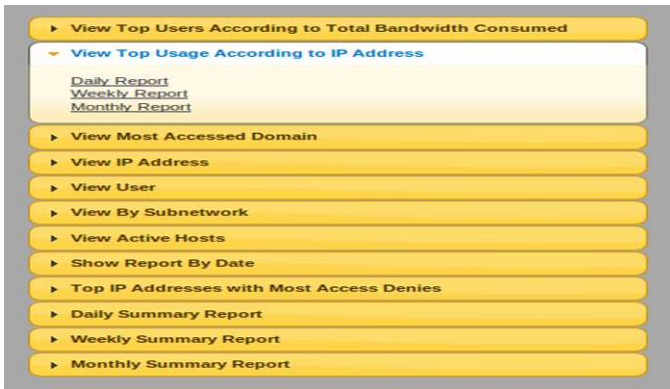 View Top Users According to Total Bandwidth Consumed
View Top Usage According to IP Address
Daily Report
Weekly Report
Monthly Report
View Most Accessed Domain
View IP Address
View User
View By Subnetwork
View Active Hosts
Show Report By Date
Top IP Addresses with Most Access Denies
Daily Summary Report
Weekly Summary Report
Monthly Summary Report